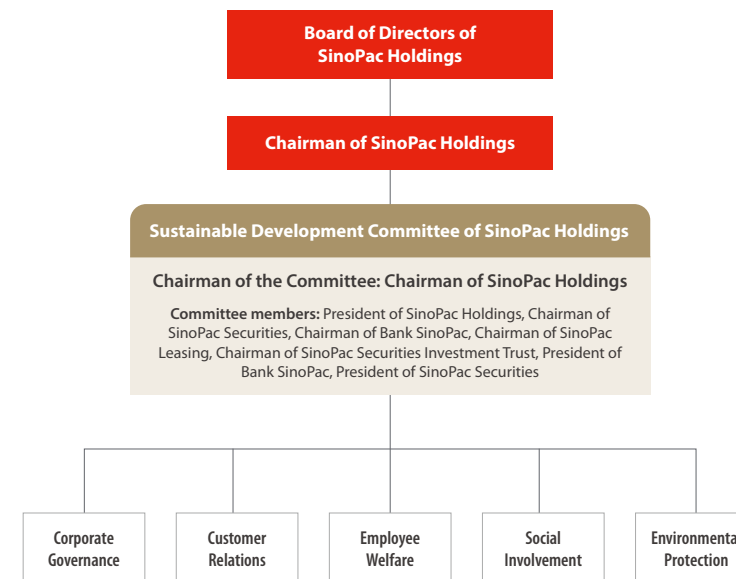 Board of Directors of
SinoPac Holdings
Chairman of SinoPac Holdings
Sustainable Development Committee of SinoPac Holdings
Chairman of the Committee: Chairman of SinoPac Holdings
Committee members: President of SinoPac Holdings, Chairman of
SinoPac Securities, Chairman of Bank SinoPac, Chairman of SinoPac
Leasing, Chairman of SinoPac Securities Investment Trust, President of
Bank SinoPac, President of SinoPac Securities
Corporate
Governance
Customer
Relations
Employee
Welfare
Social
Involvement
Environmenta
Protection